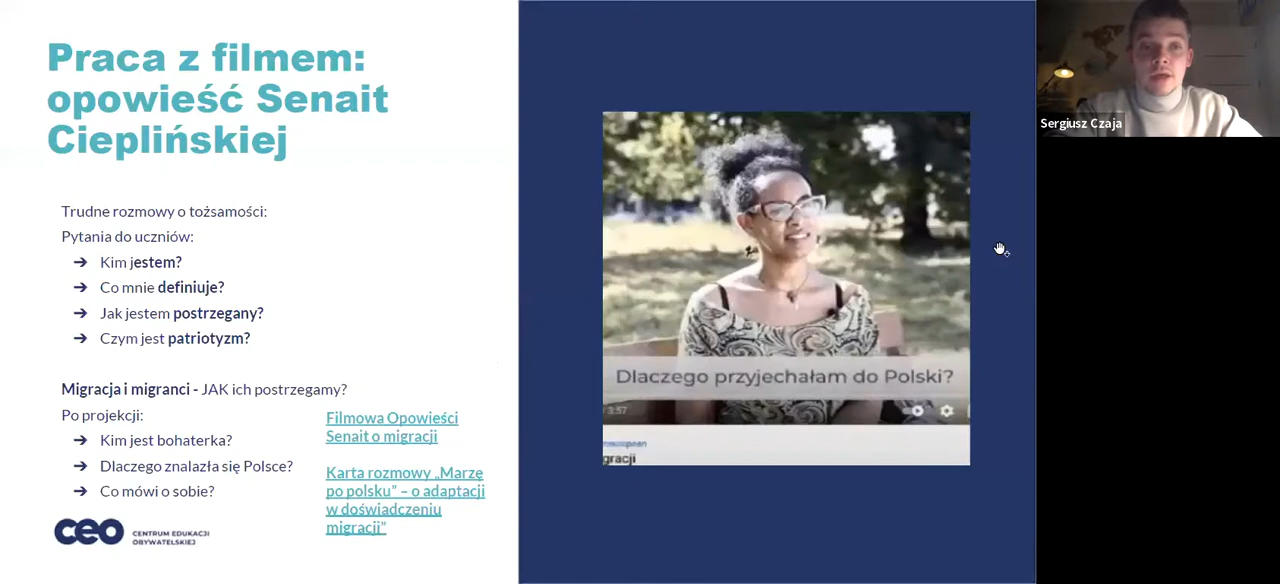 Praca z filmem:
opowieść Senait
Cieplińskiej
Trudne rozmowy o tożsamości:
Pytania do uczniów:
➔ Kim jestem?
➔ Co mnie definiuje?
➔ Jak jestem postrzegany?
➔ Czym jest patriotyzm?
Migracja i migranci - JAK ich postrzegamy?
Po projekcji:
➔ Kim jest bohaterka?
➔ Dlaczego znalazła się Polsce?
➔ Co mówi o sobie?
Filmowa Opowieści
Senait o migracji
Karta rozmowy „Marzę
po polsku” – o adaptacji
w doświadczeniu
migracji”
ceo CENTRUM EDUKACJI
OBYWATELSKIEJ
Dlaczego przyjechałam do Polski?
/ 3:57
gracji
Sergiusz Czaja